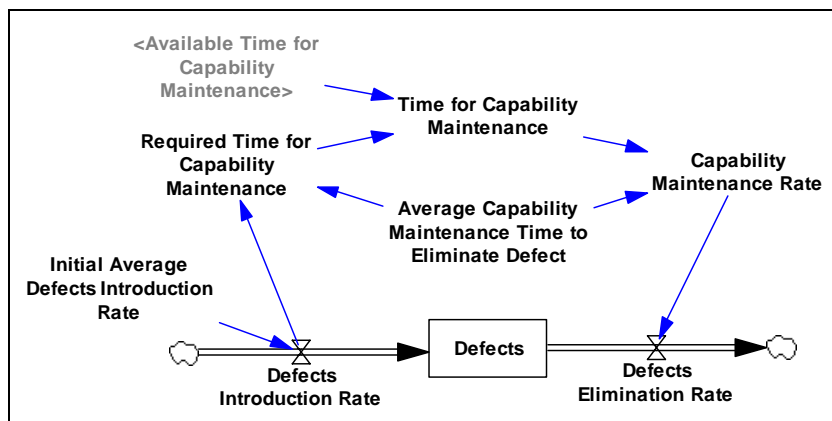 <Available Time for
Capability
Maintenance>
Time for Capability
Maintenance
Required Time for
Capability
Maintenance
Capability
Maintenance Rate
Average Capability
Maintenance Time to
Eliminate Defect
Initial Average
Defects Introduction
Rate
Defects
Defects
Introduction Rate
Defects
Elimination Rate